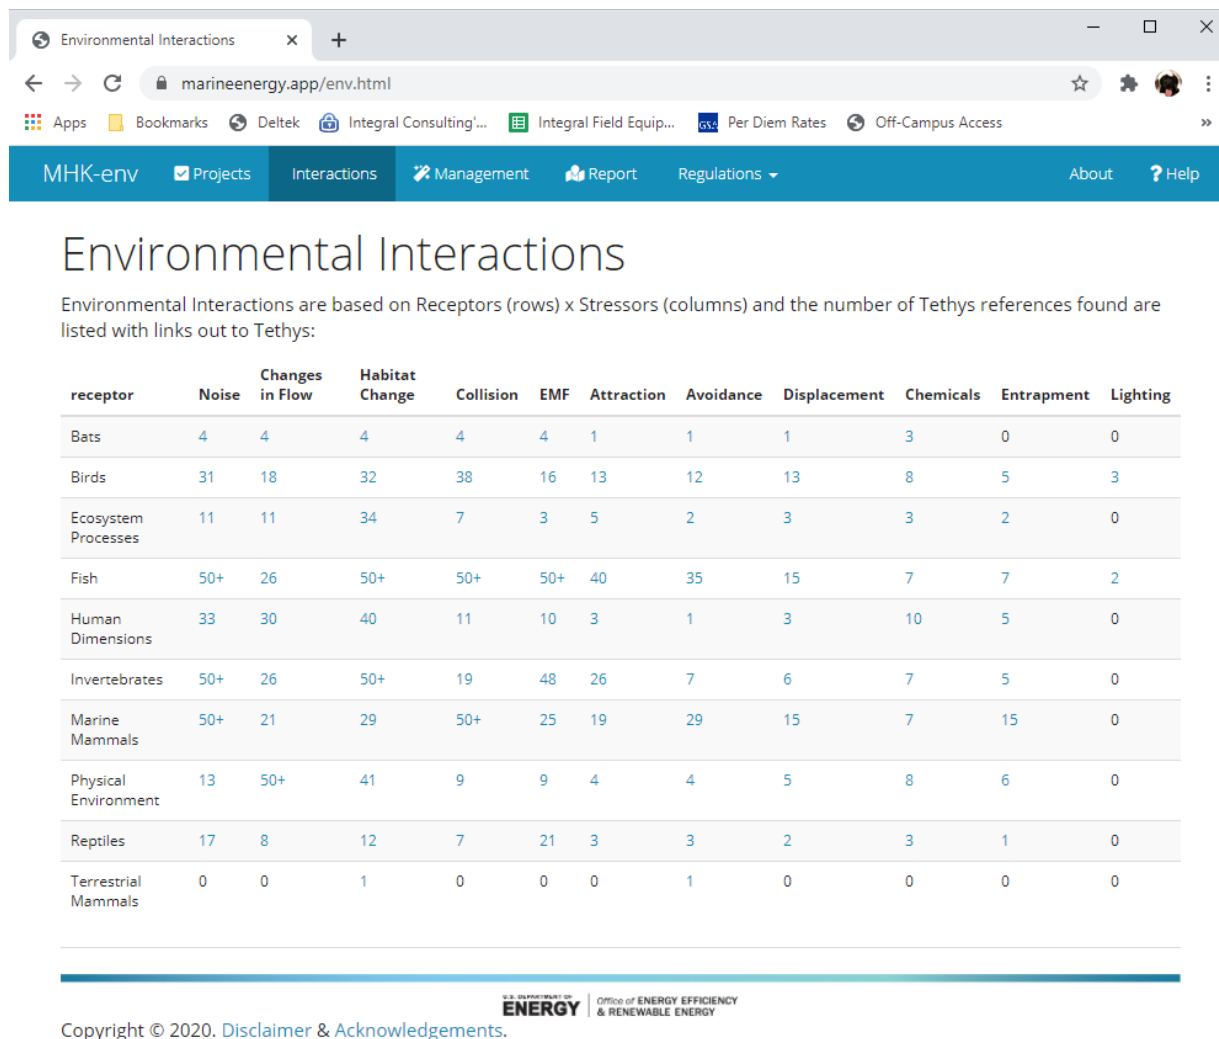 Environmental Interactions
marineenergy.app/env.html
Apps Bookmarks Deltek Integral Consulting'... Integral Field Equip... GSA Per Diem Rates Off-Campus Access »
MHK-env Projects Interactions Management Report Regulations About ? Help
Environmental Interactions
Environmental Interactions are based on Receptors (rows) x Stressors (columns) and the number of Tethys references found are
listed with links out to Tethys:
receptor Noise Changes in Flow Habitat Change Collision EMF Attraction Avoidance Displacement Chemicals Entrapment Lighting
Bats 4 4 4 4 4 1 1 1 3 0 0
Birds 31 18 32 38 16 13 12 13 8 5 3
Ecosystem Processes 11 11 34 7 3 5 2 3 3 2 0
Fish 50+ 26 50+ 50+ 50+ 40 35 15 7 7 2
Human Dimensions 33 30 40 11 10 3 1 3 10 5 0
Invertebrates 50+ 26 50+ 19 48 26 7 6 7 5 0
Marine Mammals 50+ 21 29 50+ 25 19 29 15 7 15 0
Physical Environment 13 50+ 41 9 9 4 4 5 8 6 0
Reptiles 17 8 12 7 21 3 3 2 3 1 0
Terrestrial Mammals 0 0 1 0 0 0 1 0 0 0 0
U.S. DEPARTMENT OF
ENERGY
Office of ENERGY EFFICIENCY
& RENEWABLE ENERGY
Copyright © 2020. Disclaimer & Acknowledgements.